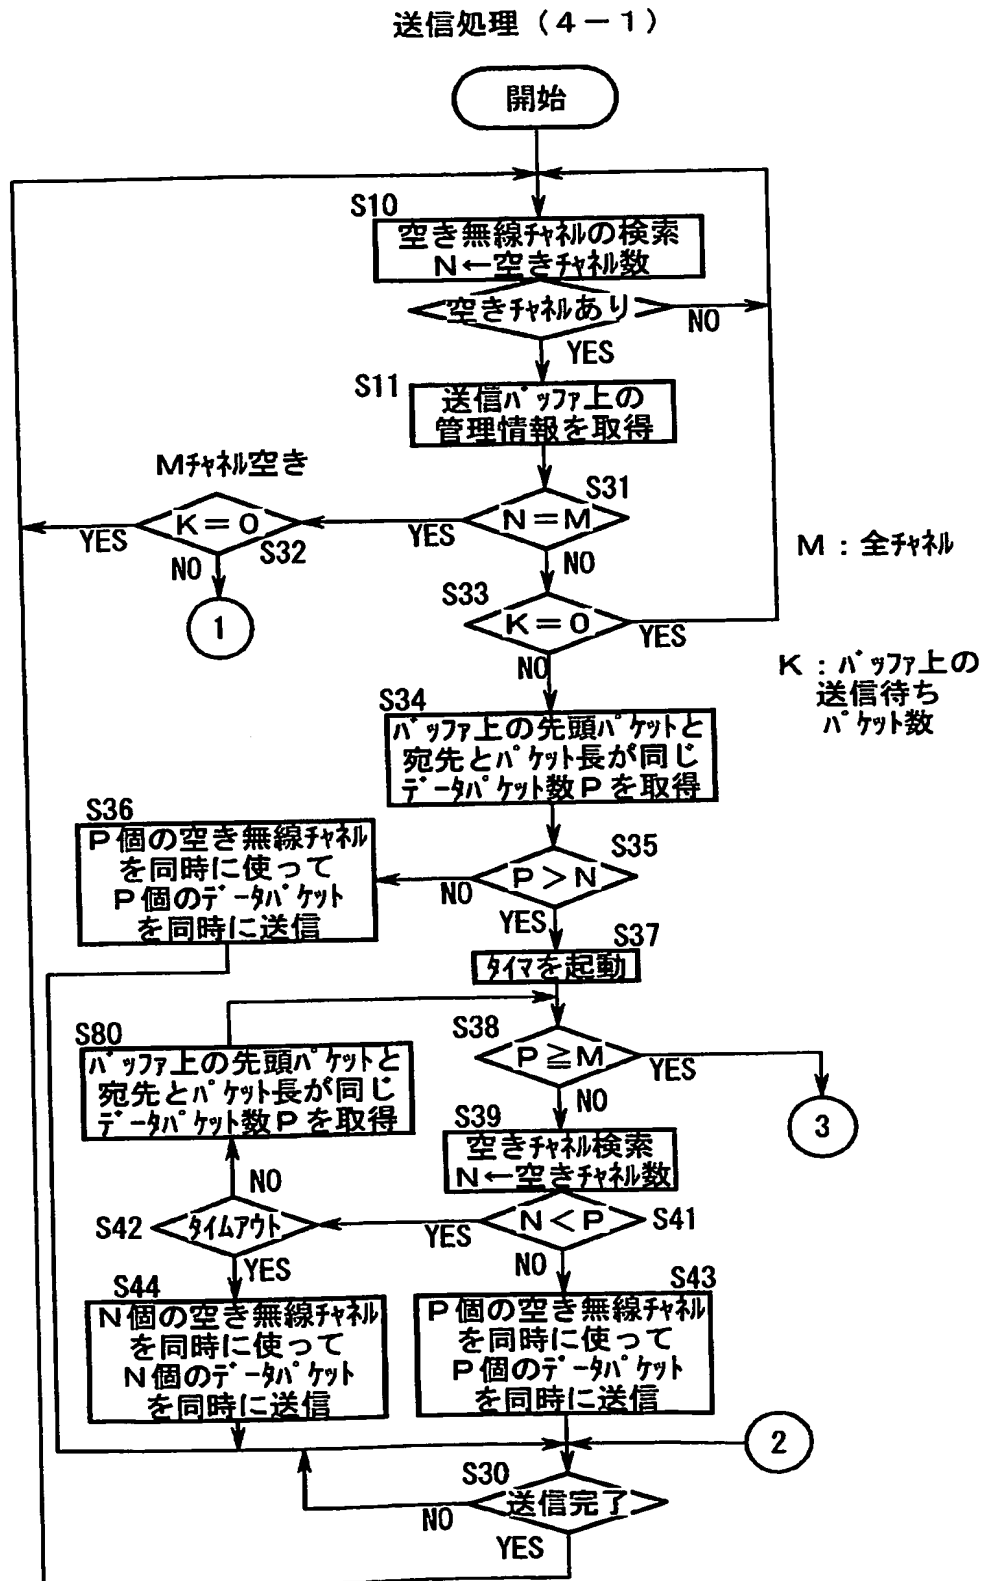 送信処理（４－１）
開始
S10
空き無線ﾁｬﾈﾙの検索
Ｎ←空きﾁｬﾈﾙ数
空きﾁｬﾈﾙあり
NO
YES
S11
送信ﾊﾞｯﾌｧ上の
管理情報を取得
Ｍﾁｬﾈﾙ空き
S31
Ｎ＝Ｍ
YES
NO
Ｋ＝０
S32
YES
NO
1
Ｍ：全ﾁｬﾈﾙ
S33
Ｋ＝０
YES
NO
Ｋ：ﾊﾞｯﾌｧ上の
送信待ち
ﾊﾟｹｯﾄ数
S34
ﾊﾞｯﾌｧ上の先頭ﾊﾟｹｯﾄと
宛先とﾊﾟｹｯﾄ長が同じ
ﾃﾞｰﾀﾊﾟｹｯﾄ数Ｐを取得
S36
Ｐ個の空き無線ﾁｬﾈﾙ
を同時に使って
Ｐ個のﾃﾞｰﾀﾊﾟｹｯﾄ
を同時に送信
S35
Ｐ＞Ｎ
NO
YES
S37
ﾀｲﾏを起動
S38
Ｐ≧Ｍ
YES
NO
3
S80
ﾊﾞｯﾌｧ上の先頭ﾊﾟｹｯﾄと
宛先とﾊﾟｹｯﾄ長が同じ
ﾃﾞｰﾀﾊﾟｹｯﾄ数Ｐを取得
S39
空きﾁｬﾈﾙ検索
Ｎ←空きﾁｬﾈﾙ数
NO
S42
ﾀｲﾑｱｳﾄ
YES
YES
Ｎ＜Ｐ
S41
NO
S44
Ｎ個の空き無線ﾁｬﾈﾙ
を同時に使って
Ｎ個のﾃﾞｰﾀﾊﾟｹｯﾄ
を同時に送信
S43
Ｐ個の空き無線ﾁｬﾈﾙ
を同時に使って
Ｐ個のﾃﾞｰﾀﾊﾟｹｯﾄ
を同時に送信
2
S30
送信完了
NO
YES